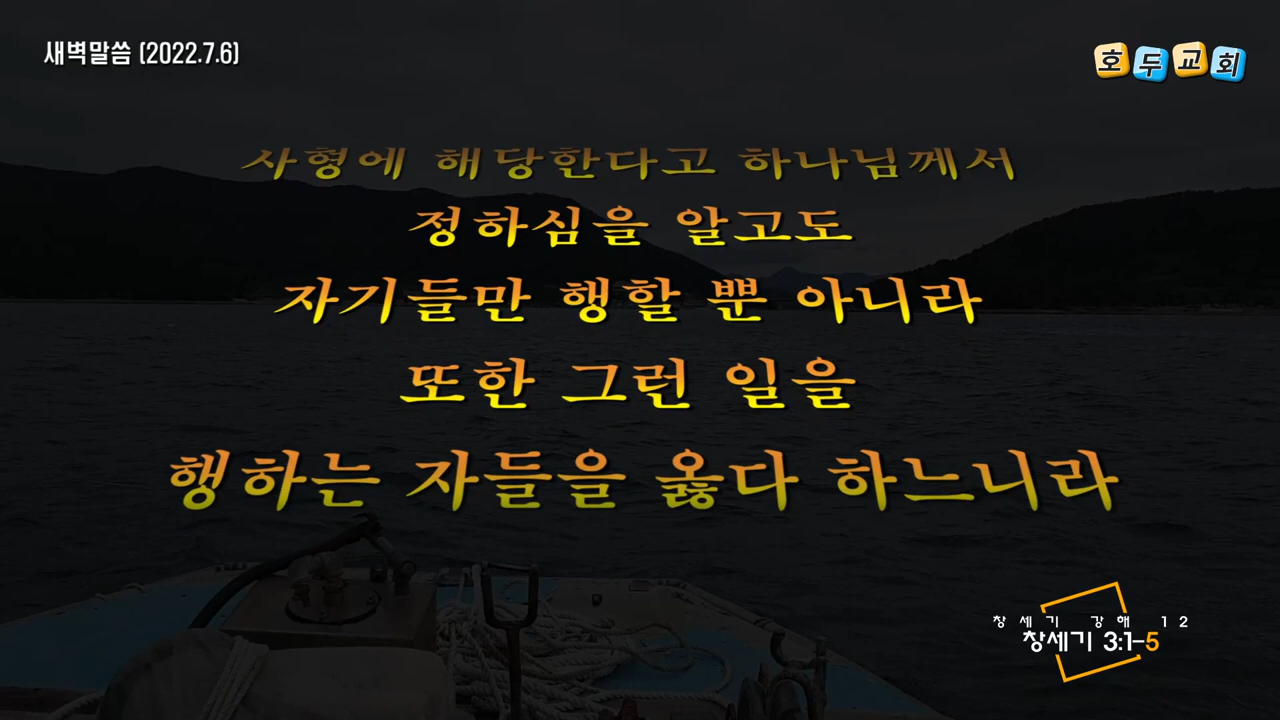 새벽말씀 (2022.7.6)
호두교회
사형에 해당한다고 하나님께서
정하심을 알고도
자기들만 행할 뿐 아니라
또한 그런 일을
행하는 자들을 옳다 하느니라
창세기 강해 12
창세기 3:1-5